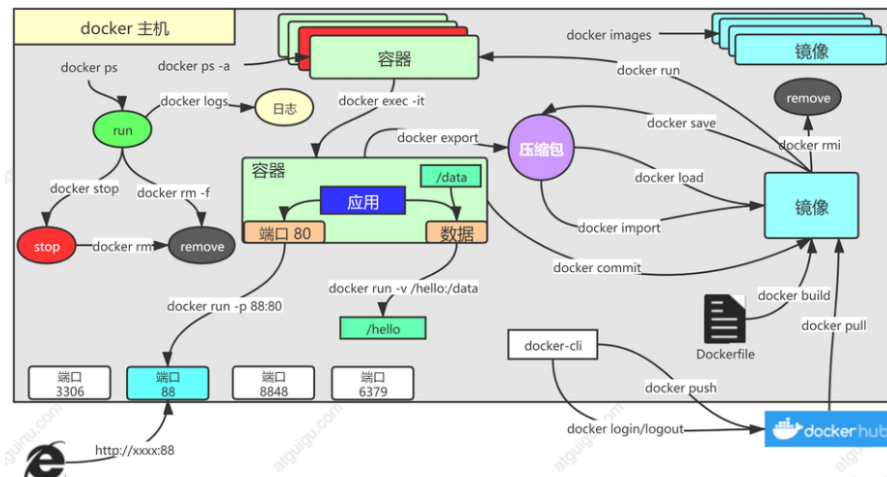 docker 主机
容器
docker images
镜像
docker ps
docker ps -a
docker run
docker logs
日志
docker exec -it
remove
run
docker export
压缩包
docker save
docker rmi
容器
/data
docker stop
docker rm -f
应用
docker load
镜像
stop
docker rm
remove
端口 80
数据
docker import
docker commit
docker run -p 88:80
docker run -v /hello:/data
docker build
/hello
docker pull
docker-cli
Dockerfile
端口
3306
端口
88
端口
8848
端口
6379
docker push
docker login/logout
dockerhub
http://xxxx:88
atguigu.com
atguigu.com